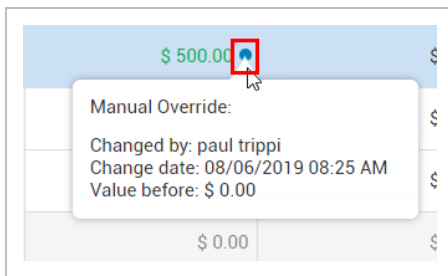 $ 500.00
$
Manual Override:
$
Changed by: paul trippi
Change date: 08/06/2019 08:25 AM
$
Value before: $ 0.00
$ 0.00
$